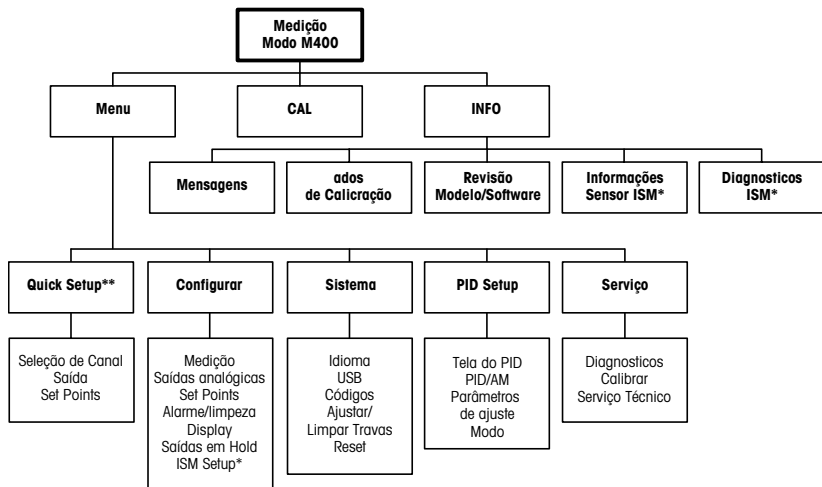 Medição
Modo M400
Menu
CAL
INFO
Mensagens
ados
de Calicração
Revisão
Modelo/Software
Informações
Sensor ISM*
Diagnosticos
ISM*
Quick Setup**
Configurar
Sistema
PID Setup
Serviço
Seleção de Canal
Saída
Set Points
Medição
Saídas analógicas
Set Points
Alarme/limpeza
Display
Saídas em Hold
ISM Setup*
Idioma
USB
Códigos
Ajustar/
Limpar Travas
Reset
Tela do PID
PID/AM
Parâmetros
de ajuste
Modo
Diagnosticos
Calibrar
Serviço Técnico